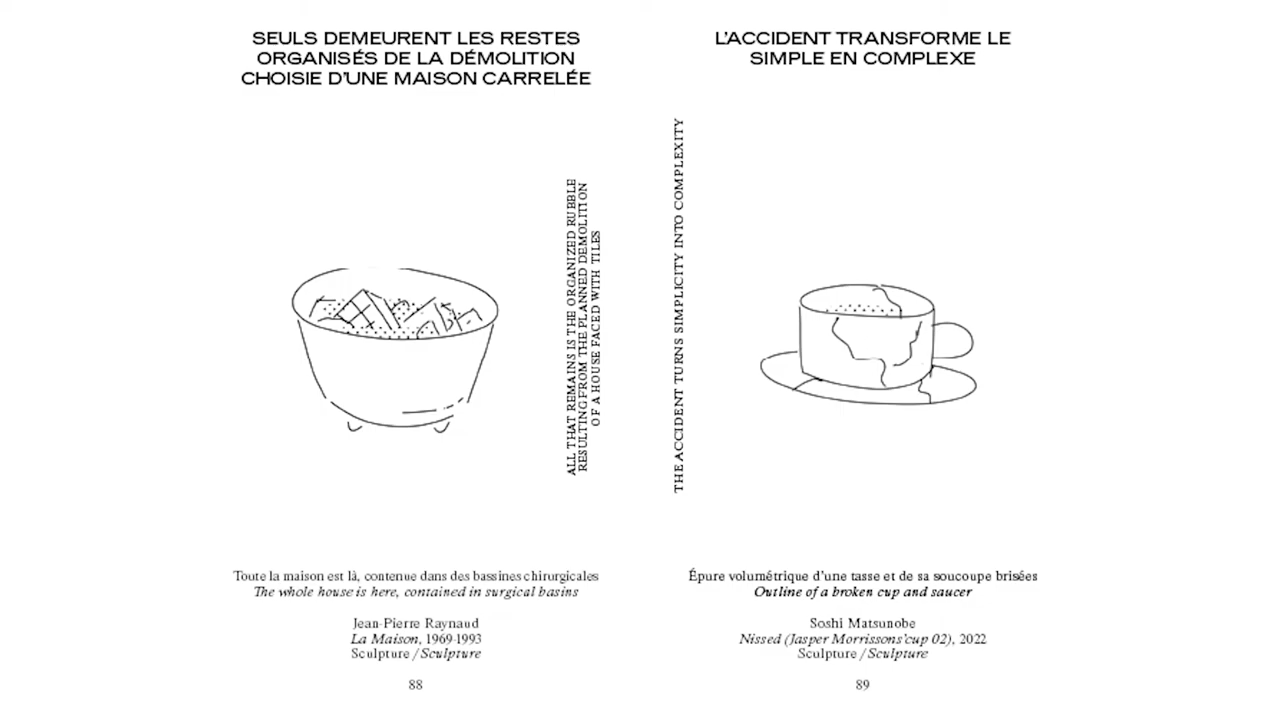 SEULS DEMEURENT LES RESTES
ORGANISÉS DE LA DÉMOLITION
CHOISIE D'UNE MAISON CARRELÉE
ALL THAT REMAINS IS THE ORGANIZED RUBBLE
RESULTING FROM THE PLANNED DEMOLITION
OF A HOUSE FACED WITH TILES
Toute la maison est là, contenue dans des bassines chirurgicales
The whole house is here, contained in surgical basins
Jean-Pierre Raynaud
La Maison, 1969-1993
Sculpture / Sculpture
88
L'ACCIDENT TRANSFORME LE
SIMPLE EN COMPLEXE
THE ACCIDENT TURNS SIMPLICITY INTO COMPLEXITY
Épure volumétrique d'une tasse et de sa soucoupe brisées
Outline of a broken cup and saucer
Soshi Matsunobe
Nissed (Jasper Morrissons'cup 02), 2022
Sculpture / Sculpture
89